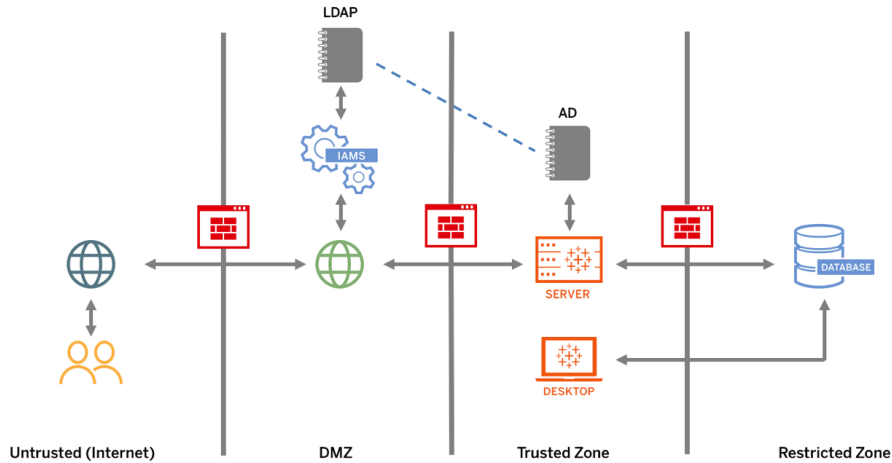 LDAP
AD
IAMS
SERVER
DATABASE
DESKTOP
Untrusted (Internet)
DMZ
Trusted Zone
Restricted Zone